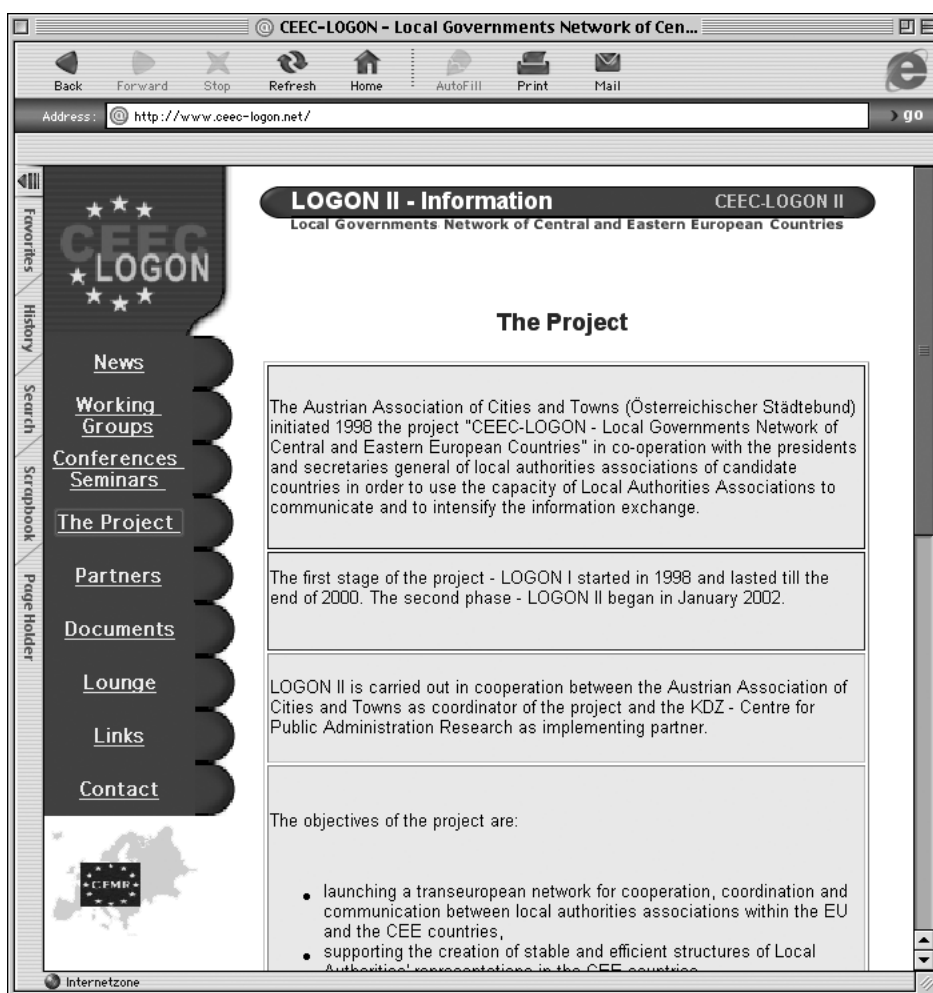 CEEC-LOGON - Local Governments Network of Cen...
Back
Forward
Stop
Refresh
Home
AutoFill
Print
Mail
Address:
http://www.ceec-logon.net/
go
Favorites
History
Search
Scrapbook
Page Holder
CEEC
LOGON
News
Working
Groups
Conferences
Seminars
The Project
Partners
Documents
Lounge
Links
Contact
CEMR
LOGON II - Information
CEEC-LOGON II
Local Governments Network of Central and Eastern European Countries
The Project
The Austrian Association of Cities and Towns (Österreichischer Städtebund)
initiated 1998 the project "CEEC-LOGON - Local Governments Network of
Central and Eastern European Countries" in co-operation with the presidents
and secretaries general of local authorities associations of candidate
countries in order to use the capacity of Local Authorities Associations to
communicate and to intensify the information exchange.
The first stage of the project - LOGON I started in 1998 and lasted till the
end of 2000. The second phase - LOGON II began in January 2002.
LOGON II is carried out in cooperation between the Austrian Association of
Cities and Towns as coordinator of the project and the KDZ - Centre for
Public Administration Research as implementing partner.
The objectives of the project are:
• launching a transeuropean network for cooperation, coordination and
communication between local authorities associations within the EU
and the CEE countries,
• supporting the creation of stable and efficient structures of Local
Authorities' representations in the CEE countries
Internetzone